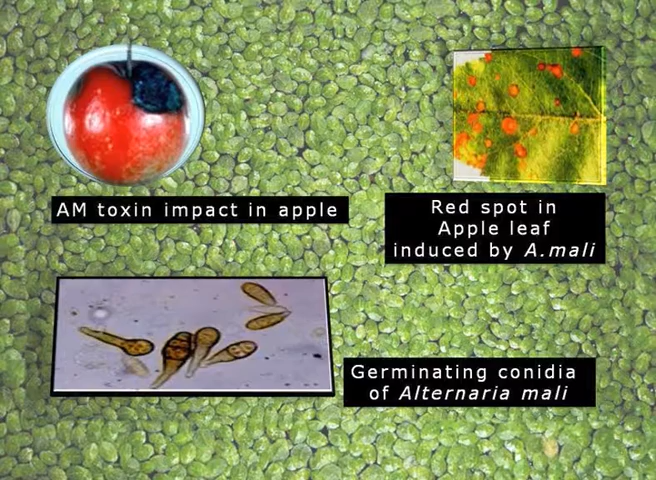 AM toxin impact in apple
Red spot in
Apple leaf
induced by A.mali
Germinating conidia
of Alternaria mali